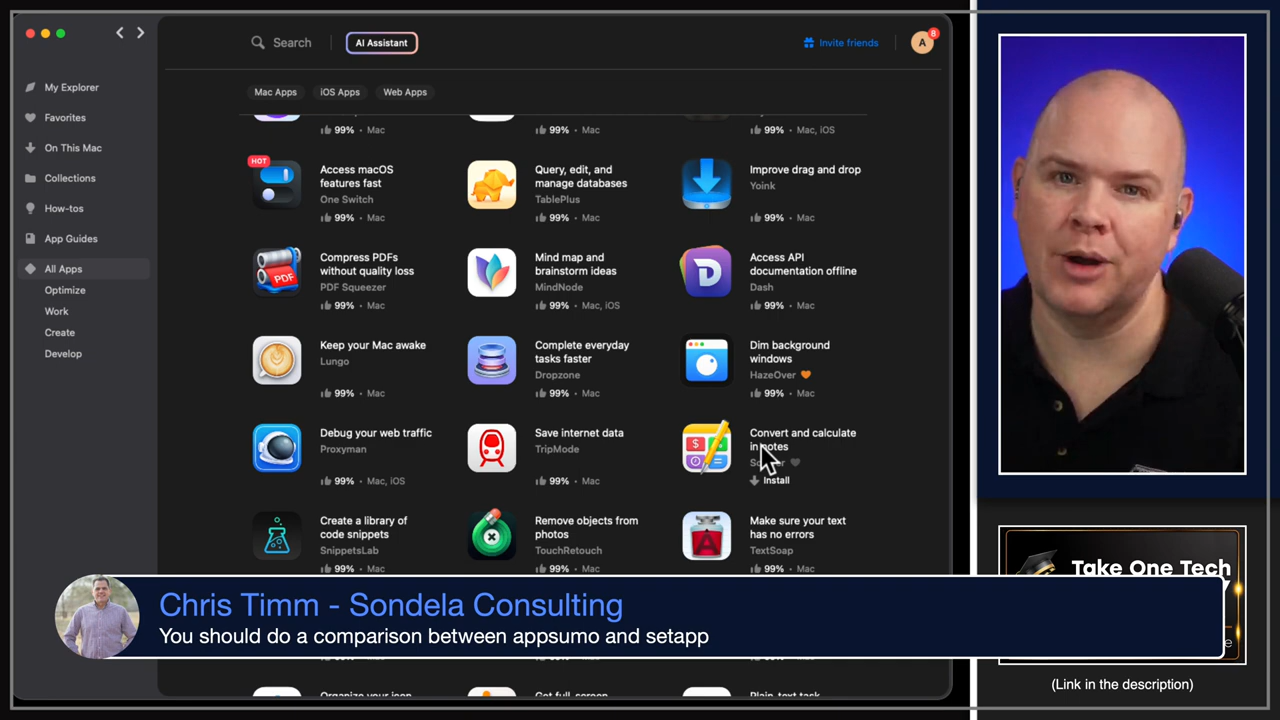 Search
AI Assistant
Invite friends
A
8
My Explorer
Favorites
On This Mac
Collections
How-tos
App Guides
All Apps
Optimize
Work
Create
Develop
Mac Apps
iOS Apps
Web Apps
99% • Mac
99% • Mac
99% • Mac, iOS
HOT
Access macOS
features fast
One Switch
99% • Mac
Query, edit, and
manage databases
TablePlus
99% • Mac
Improve drag and drop
Yoink
99% • Mac
PDF
Compress PDFs
without quality loss
PDF Squeezer
99% • Mac
Mind map and
brainstorm ideas
MindNode
99% • Mac, iOS
D
Access API
documentation offline
Dash
99% • Mac
Keep your Mac awake
Lungo
99% • Mac
Complete everyday
tasks faster
Dropzone
99% • Mac
Dim background
windows
HazeOver
99% • Mac
Debug your web traffic
Proxyman
99% • Mac, iOS
Save internet data
TripMode
99% • Mac
Convert and calculate
in notes
Install
Create a library of
code snippets
SnippetsLab
99% • Mac
Remove objects from
photos
TouchRetouch
99% • Mac
A
Make sure your text
has no errors
TextSoap
99% • Mac
Chris Timm - Sondela Consulting
You should do a comparison between appsumo and setapp
Take One Tech
(Link in the description)